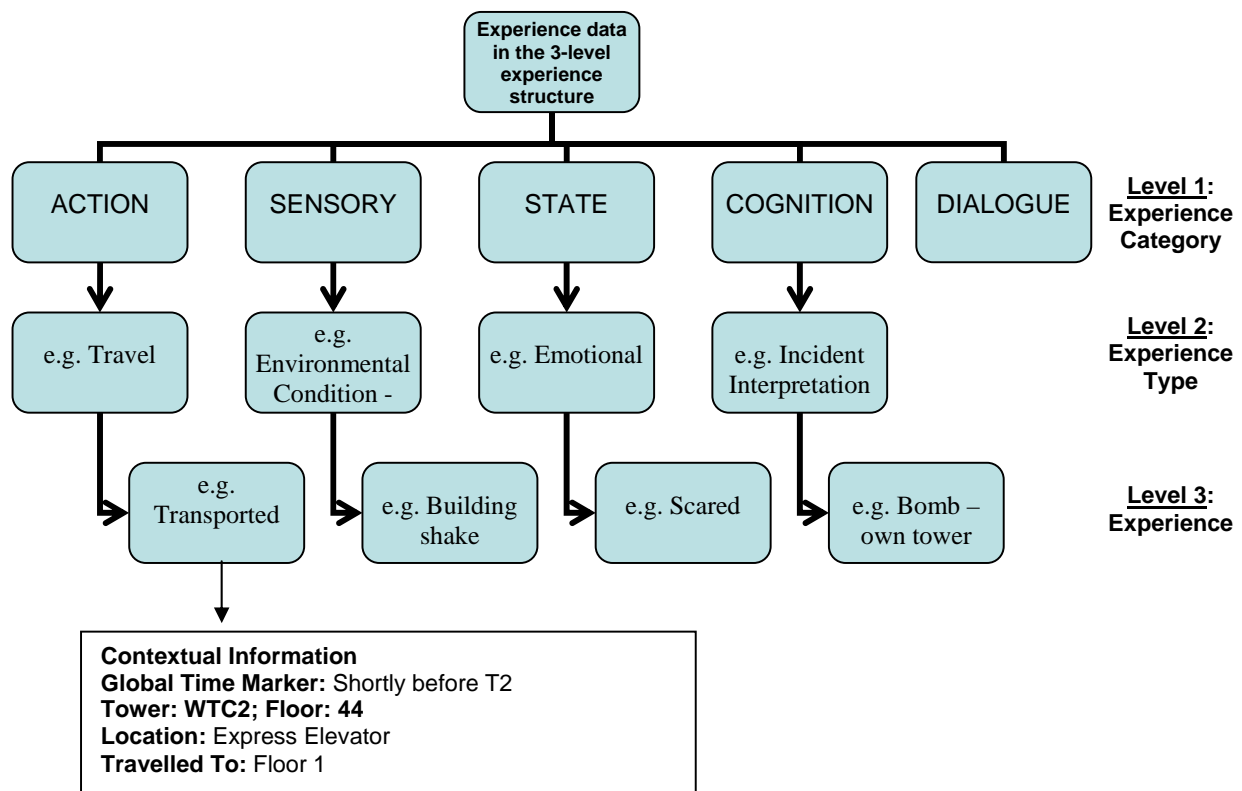 Experience data
in the 3-level
experience
structure
ACTION
SENSORY
STATE
COGNITION
DIALOGUE
Level 1:
Experience
Category
e.g. Travel
e.g.
Environmental
Condition -
e.g. Emotional
e.g. Incident
Interpretation
Level 2:
Experience
Type
e.g.
Transported
e.g. Building
shake
e.g. Scared
e.g. Bomb –
own tower
Level 3:
Experience
Contextual Information
Global Time Marker: Shortly before T2
Tower: WTC2; Floor: 44
Location: Express Elevator
Travelled To: Floor 1